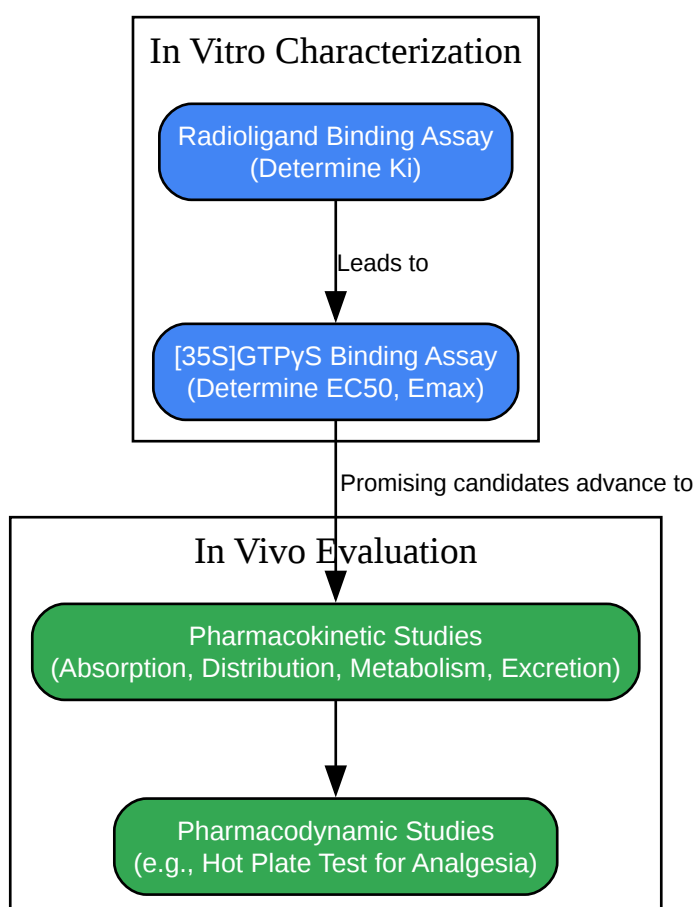 In Vitro Characterization
Radioligand Binding Assay
(Determine Ki)
Leads to
[35S]GTPγS Binding Assay
(Determine EC50, Emax)
Promising candidates advance to
In Vivo Evaluation
Pharmacokinetic Studies
(Absorption, Distribution, Metabolism, Excretion)
Pharmacodynamic Studies
(e.g., Hot Plate Test for Analgesia)